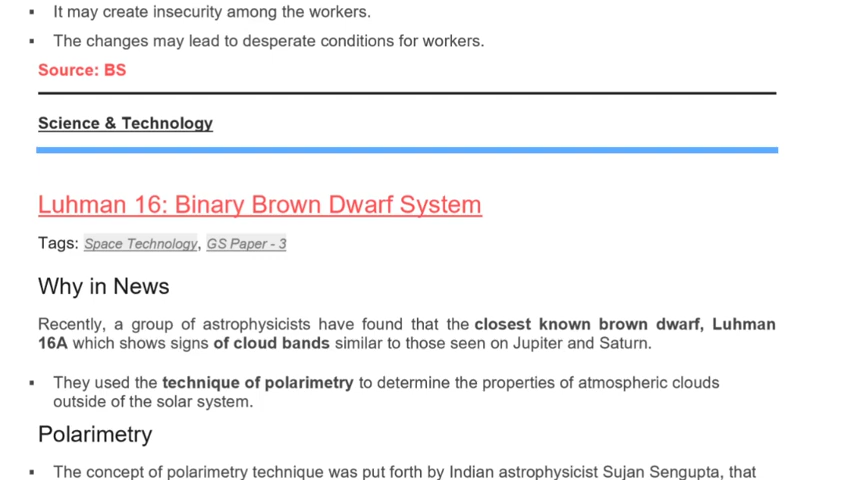 ▪ It may create insecurity among the workers.
▪ The changes may lead to desperate conditions for workers.
Source: BS
Science & Technology
Luhman 16: Binary Brown Dwarf System
Tags: Space Technology, GS Paper - 3
Why in News
Recently, a group of astrophysicists have found that the closest known brown dwarf, Luhman
16A which shows signs of cloud bands similar to those seen on Jupiter and Saturn.
▪ They used the technique of polarimetry to determine the properties of atmospheric clouds
outside of the solar system.
Polarimetry
▪ The concept of polarimetry technique was put forth by Indian astrophysicist Sujan Sengupta, that